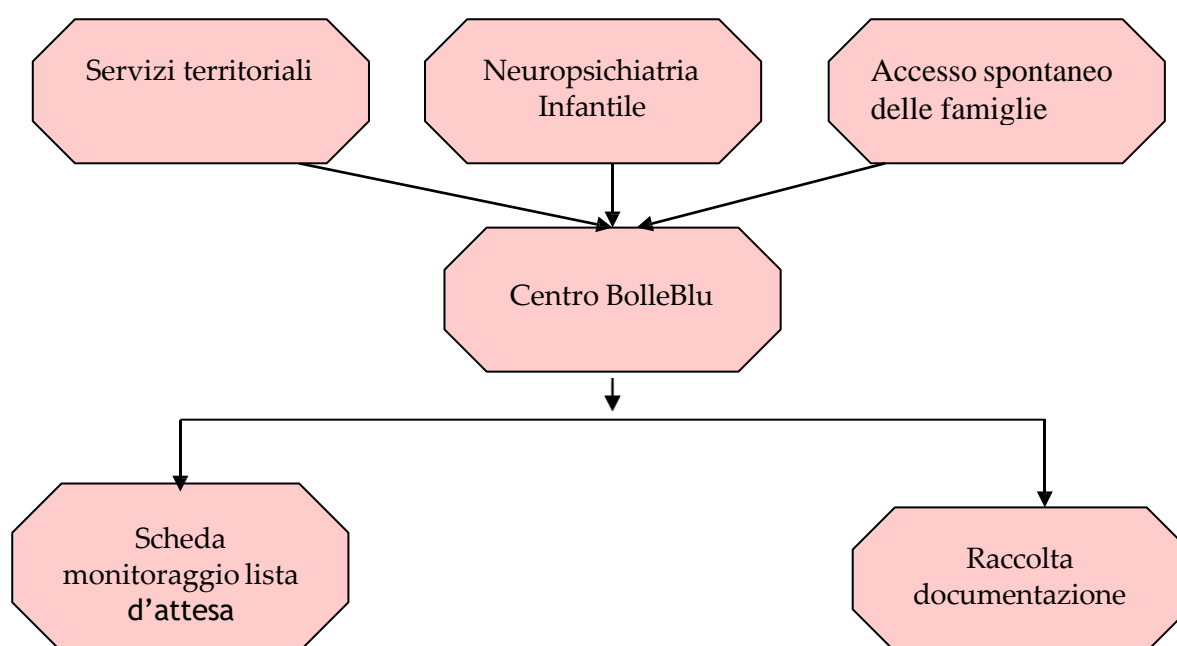 Servizi territoriali
Neuropsichiatria
Infantile
Accesso spontaneo
delle famiglie
Centro BolleBlu
Scheda
monitoraggio lista
d’attesa
Raccolta
documentazione